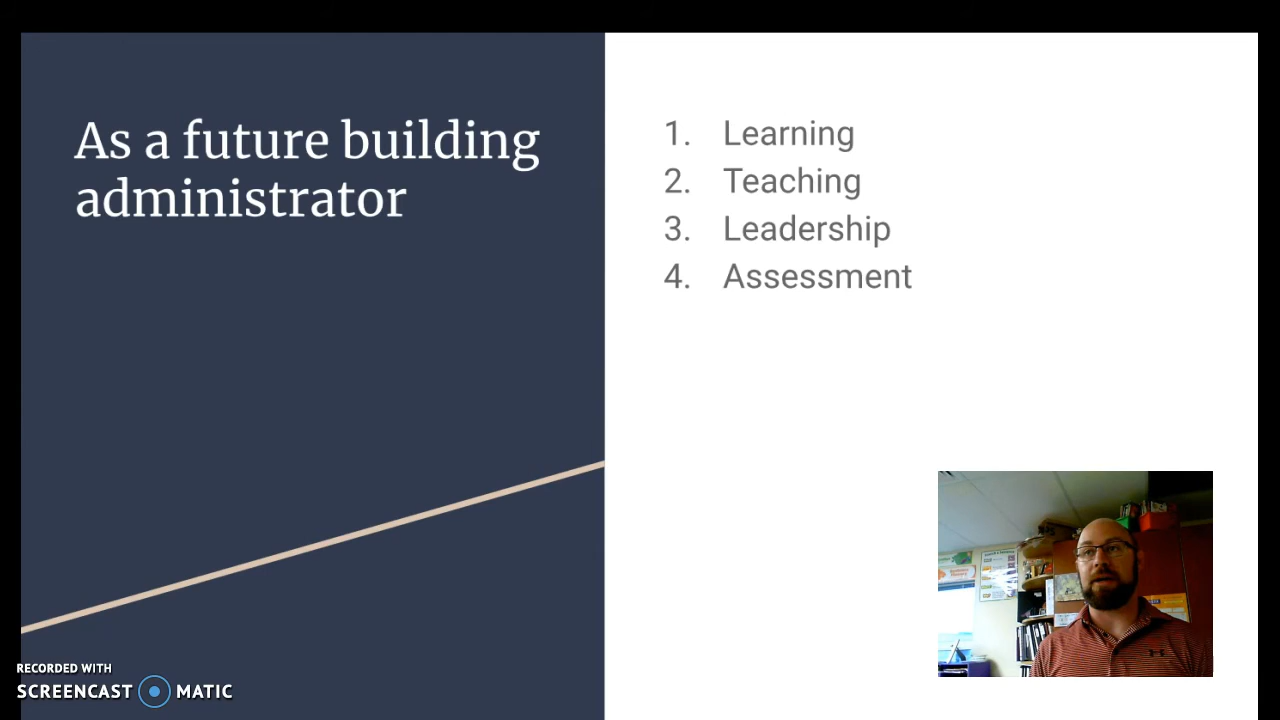 As a future building
administrator
1. Learning
2. Teaching
3. Leadership
4. Assessment
RECORDED WITH
SCREENCAST MATIC